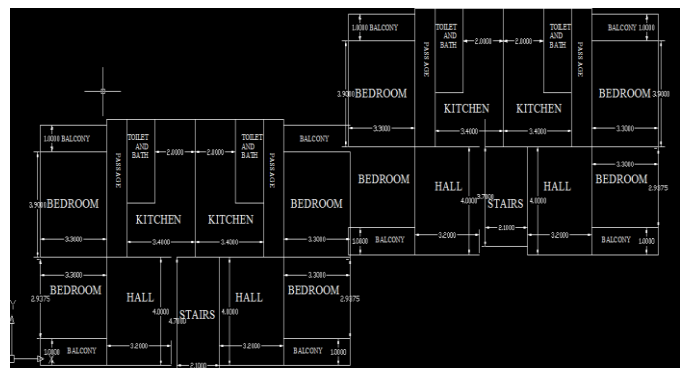 1.0000 BALCONY
TOILET
AND
BATH
2.0000
2.0000
TOILET
AND
BATH
BALCONY 1.0000
PASSAGE
PASSAGE
BEDROOM
3.3000
KITCHEN
KITCHEN
3.4000
3.4000
BEDROOM
3.9000
3.3000
BEDROOM
HALL
4.0000
STAIRS
2.1000
4.0000
HALL
3.3000
BEDROOM
2.9375
1.0000
BALCONY
3.2000
3.2000
BALCONY
1.0000
1.0000 BALCONY
TOILET
AND
BATH
2.0000
2.0000
TOILET
AND
BATH
BALCONY
PASSAGE
PASSAGE
3.9000
BEDROOM
3.3000
KITCHEN
KITCHEN
3.4000
3.4000
BEDROOM
3.3000
3.3000
BEDROOM
2.9375
HALL
4.0000
4.7000
STAIRS
2.1000
4.0000
HALL
3.3000
BEDROOM
2.9375
1.0000
BALCONY
3.2000
3.2000
BALCONY
1.0000
Y
X